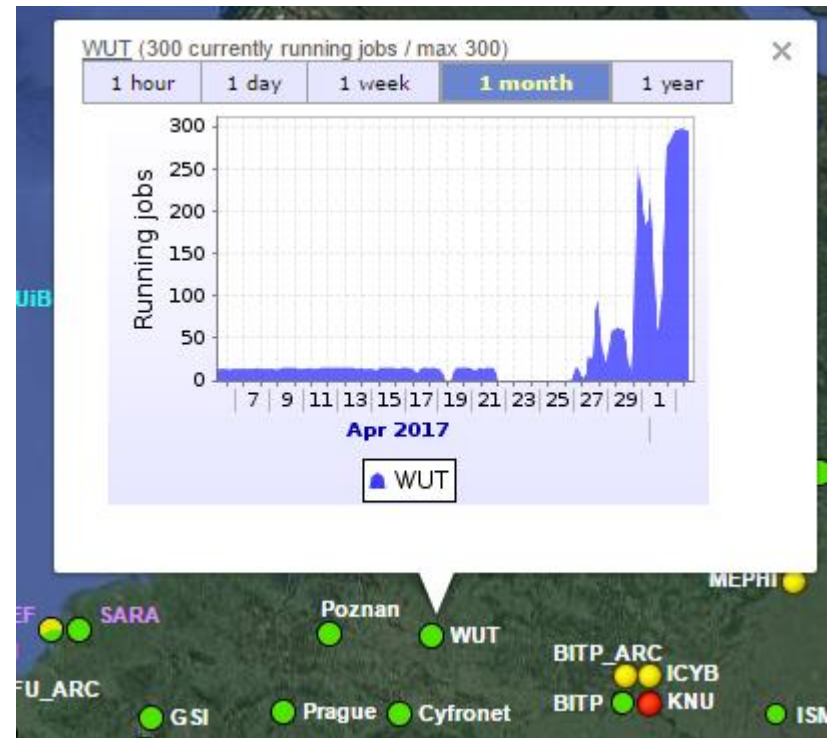 WUT (300 currently running jobs / max 300)
1 hour 1 day 1 week 1 month 1 year
Running jobs
300
250
200
150
100
50
0
7 9 11 13 15 17 19 21 23 25 27 29 1
Apr 2017
WUT
UiB
MEPHI
EF SARA Poznan WUT
BITP_ARC
ICYB
FU_ARC
BITP KNU
GSI Prague Cyfronet ISM